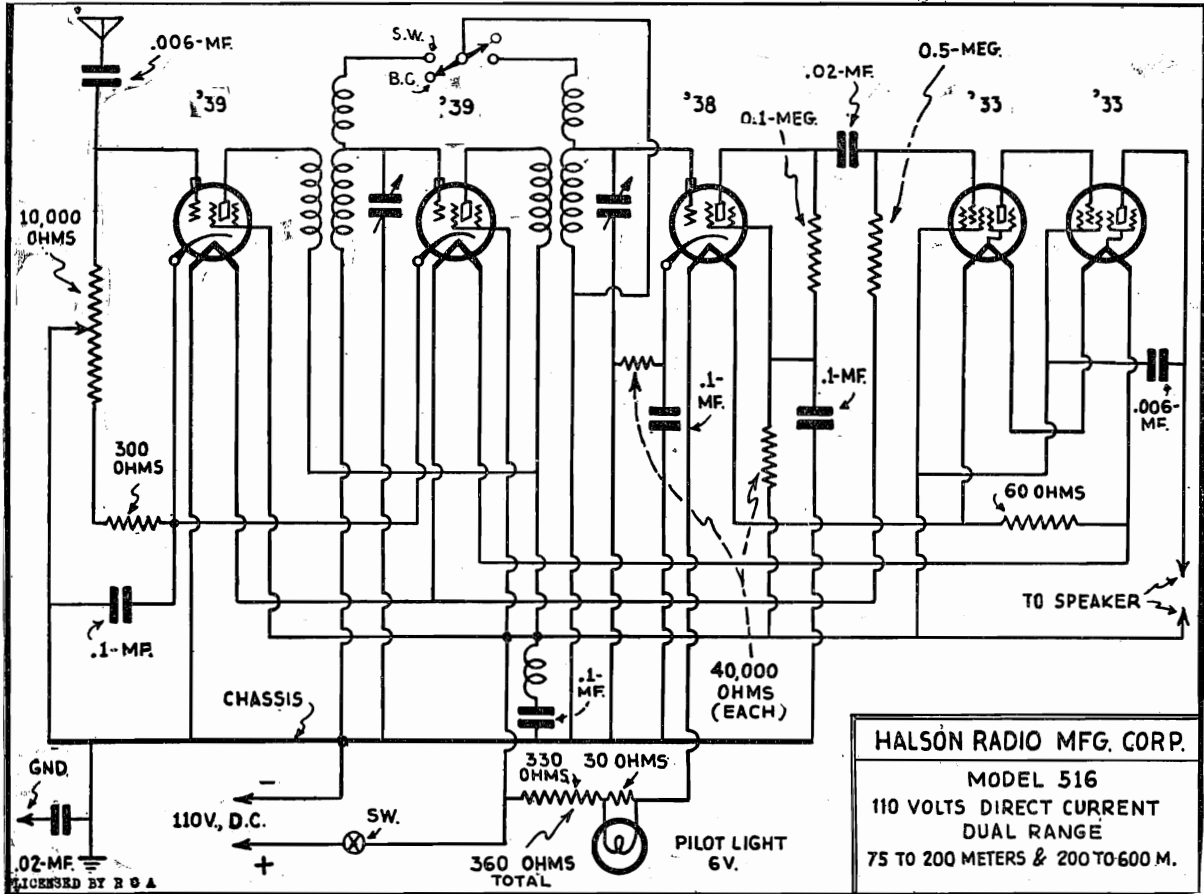 .006-MF.
S.W.
B.C.
'39
'39
'38
0.1-MEG.
.02-MF.
0.5-MEG.
'33
'33
10,000
OHMS
300
OHMS
.1-MF.
.1-
MF.
.1-MF.
.006-
MF.
60 OHMS
TO SPEAKER
.1-
MF.
40,000
OHMS
(EACH)
CHASSIS
GND.
.02-MF.
LICENSED BY R C A
110V., D.C.
-
+
SW.
330
OHMS
30 OHMS
360 OHMS
TOTAL
PILOT LIGHT
6V.
HALSON RADIO MFG. CORP.
MODEL 516
110 VOLTS DIRECT CURRENT
DUAL RANGE
75 TO 200 METERS & 200 TO 600 M.